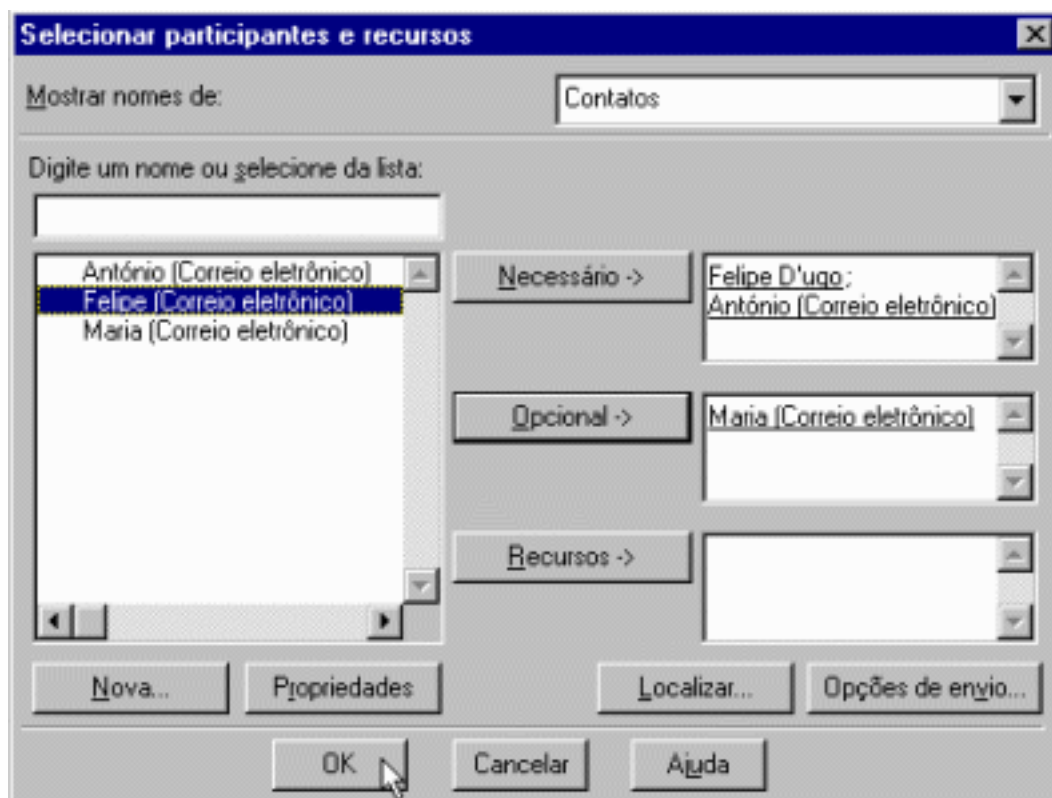 Selecionar participantes e recursos
Mostrar nomes de:
Contatos
Digite um nome ou selecione da lista:
António (Correio eletrônico)
Felipe (Correio eletrônico)
Maria (Correio eletrônico)
Necessário ->
Felipe D'ugo;
António (Correio eletrônico)
Opcional ->
Maria (Correio eletrônico)
Recursos ->
Nova...
Propriedades
Localizar...
Opções de envio...
OK
Cancelar
Ajuda